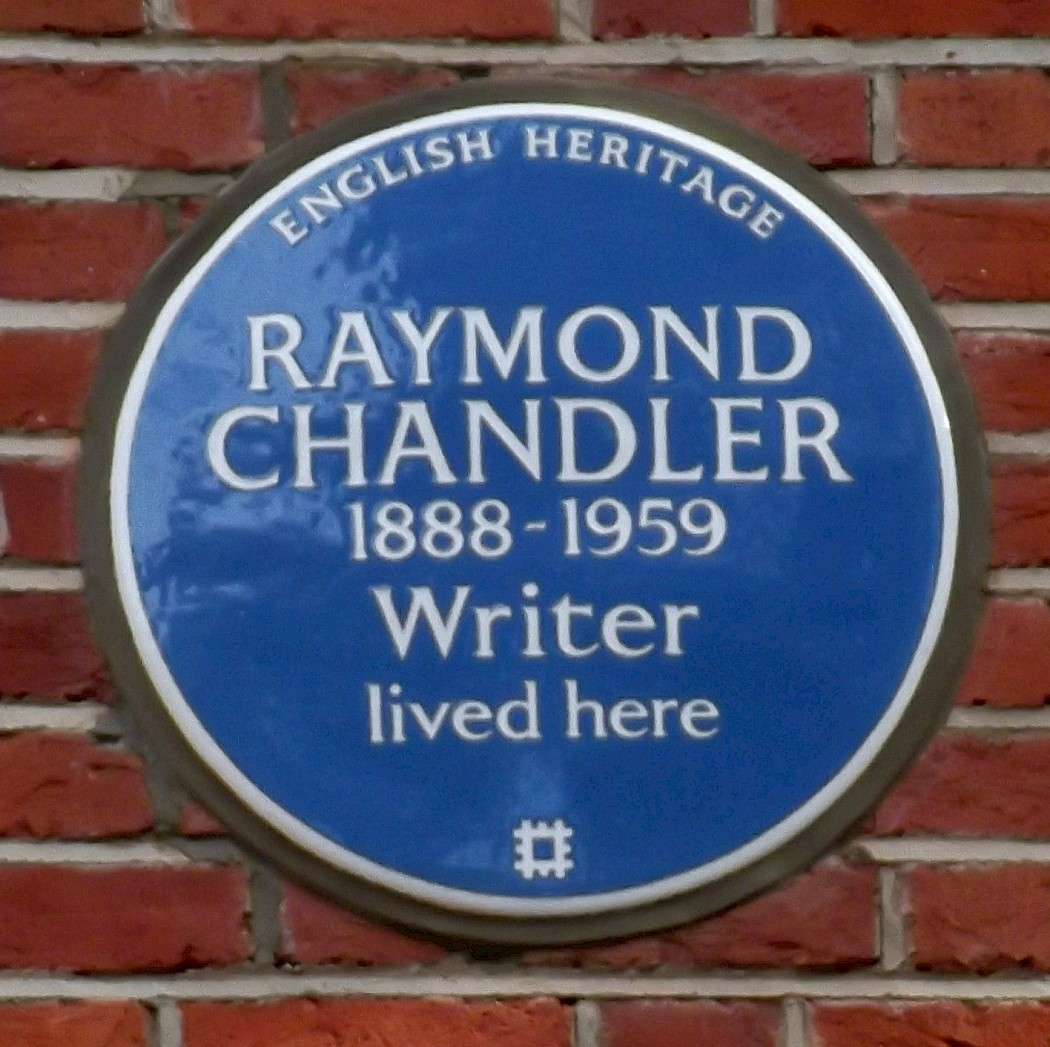 ENGLISH HERITAGE
RAYMOND
CHANDLER
1888 - 1959
Writer
lived here